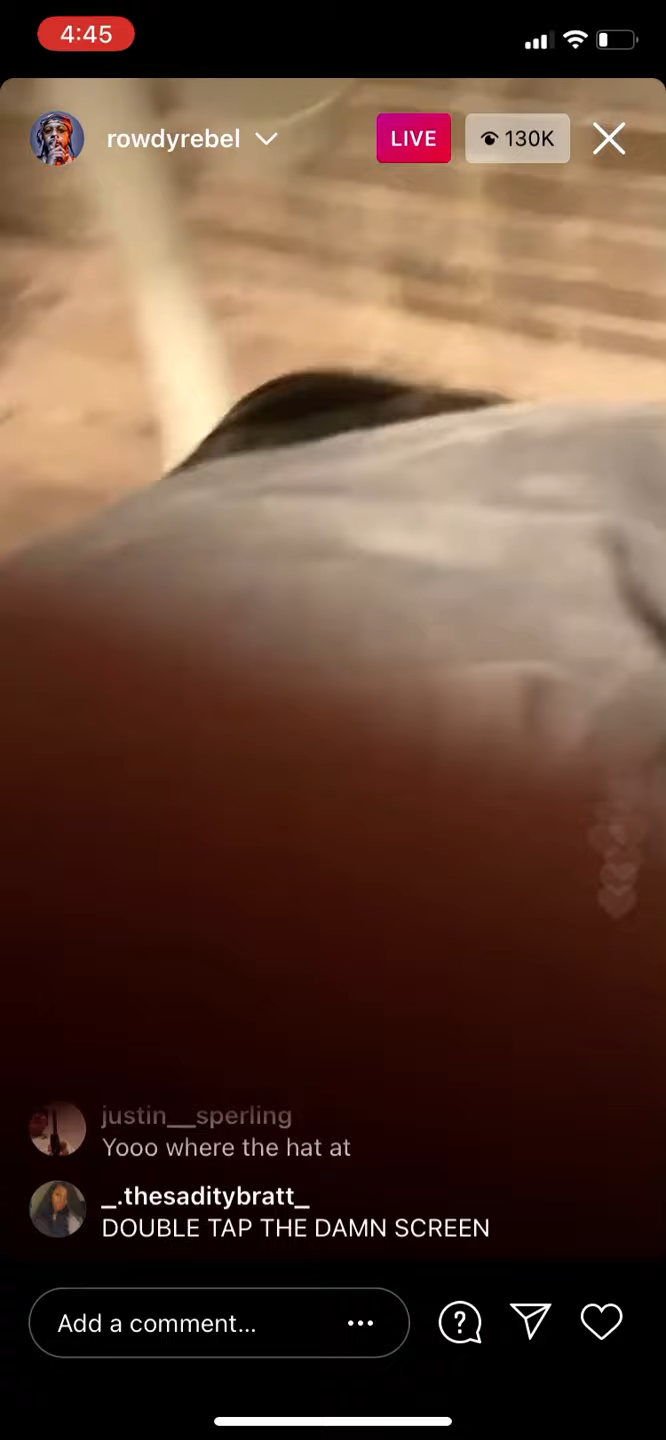 4:45
rowdyrebel
LIVE
130K
justin__sperling
Yooo where the hat at
_.thesaditybratt_
DOUBLE TAP THE DAMN SCREEN
Add a comment...